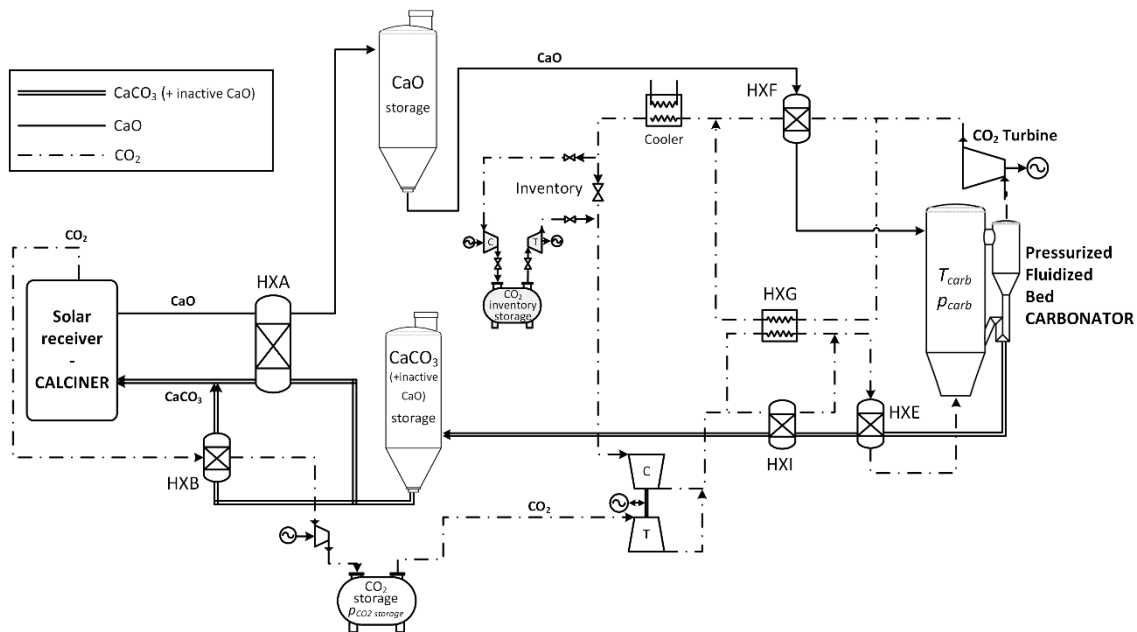 CaCO₃ (+ inactive CaO)
CaO
CO₂
CaO
storage
CaO
HXF
Cooler
CO₂ Turbine
Inventory
C
T
CO₂
inventory
storage
CO₂
Solar
receiver
-
CALCINER
CaO
HXA
CaCO₃
HXB
CaCO₃
(+inactive
CaO)
storage
HXG
T_carb
p_carb
Pressurized
Fluidized
Bed
CARBONATOR
HXE
HXI
C
T
CO₂
CO₂
storage
p_CO2 storage